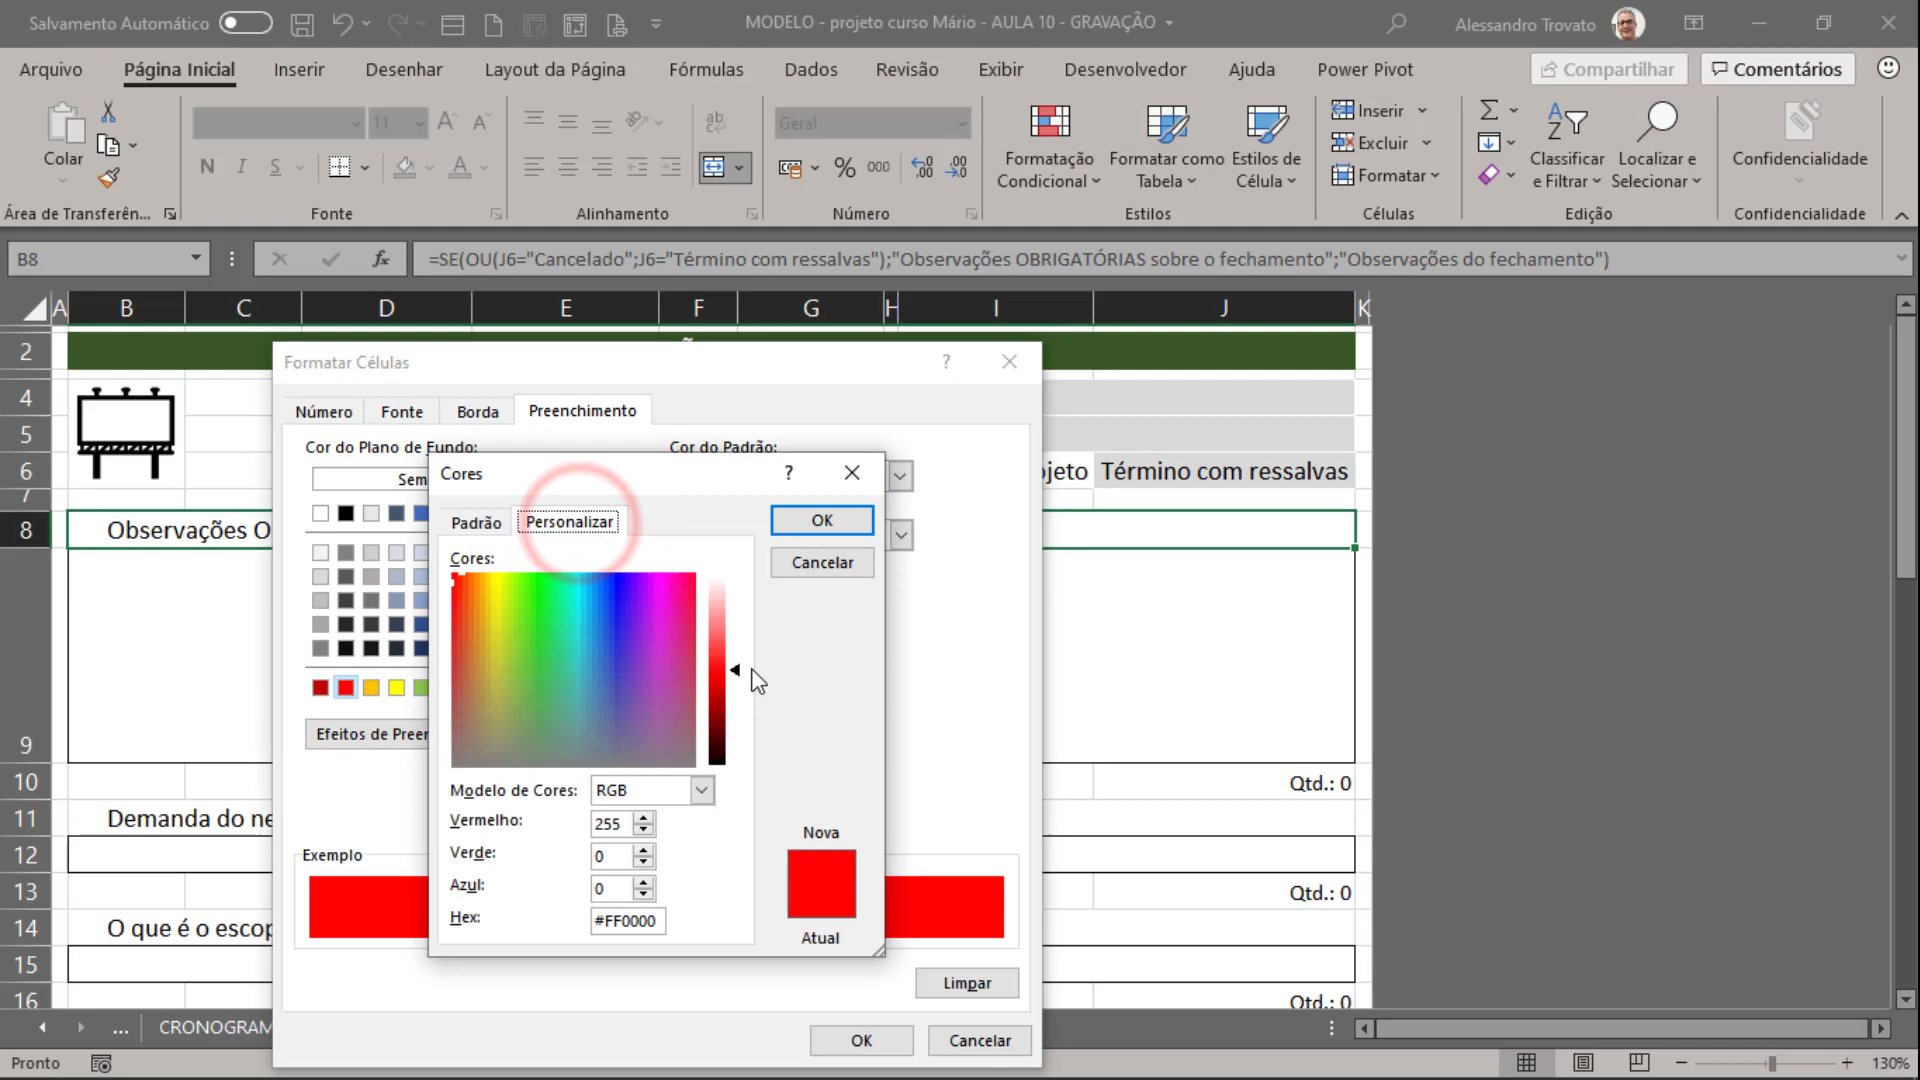 Salvamento Automático
MODELO - projeto curso Mário - AULA 10 - GRAVAÇÃO
Alessandro Trovato
Arquivo Página Inicial Inserir Desenhar Layout da Página Fórmulas Dados Revisão Exibir Desenvolvedor Ajuda Power Pivot Compartilhar Comentários
Colar
11
N I S
Geral
% 000
Formatação Condicional
Formatar como Tabela
Estilos de Célula
Inserir
Excluir
Formatar
Classificar e Filtrar
Localizar e Selecionar
Confidencialidade
Área de Transferên... Fonte Alinhamento Número Estilos Células Edição Confidencialidade
B8
fx
=SE(OU(J6="Cancelado";J6="Término com ressalvas");"Observações OBRIGATÓRIAS sobre o fechamento";"Observações do fechamento")
A B C D E F G H I J K
2
4
5
6 ojeto Término com ressalvas
7
8 Observações O
9
10 Qtd.: 0
11 Demanda do ne
12
13 Qtd.: 0
14 O que é o escop
15
16 Qtd.: 0
Formatar Células ?
Número Fonte Borda Preenchimento
Cor do Plano de Fundo: Cor do Padrão:
Sem
Efeitos de Preen
Exemplo
Limpar
OK Cancelar
Cores ?
Padrão Personalizar
OK
Cancelar
Cores:
Modelo de Cores: RGB
Vermelho: 255
Verde: 0
Azul: 0
Hex: #FF0000
Nova
Atual
... CRONOGRAM
Pronto
130%